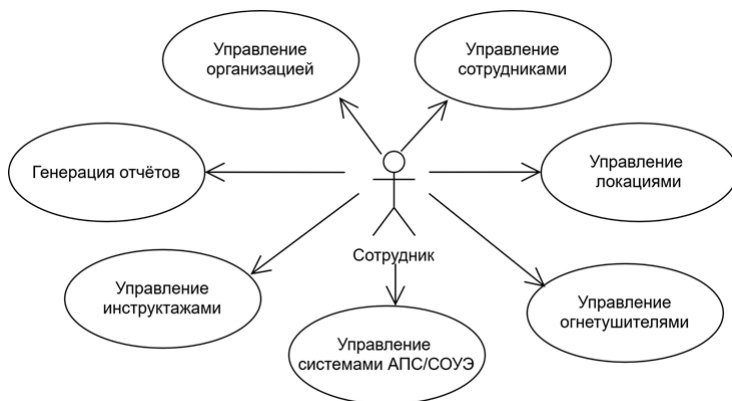 Управление
организацией
Управление
сотрудниками
Генерация отчётов
Управление
локациями
Сотрудник
Управление
инструктажами
Управление
огнетушителями
Управление
системами АПС/СОУЭ